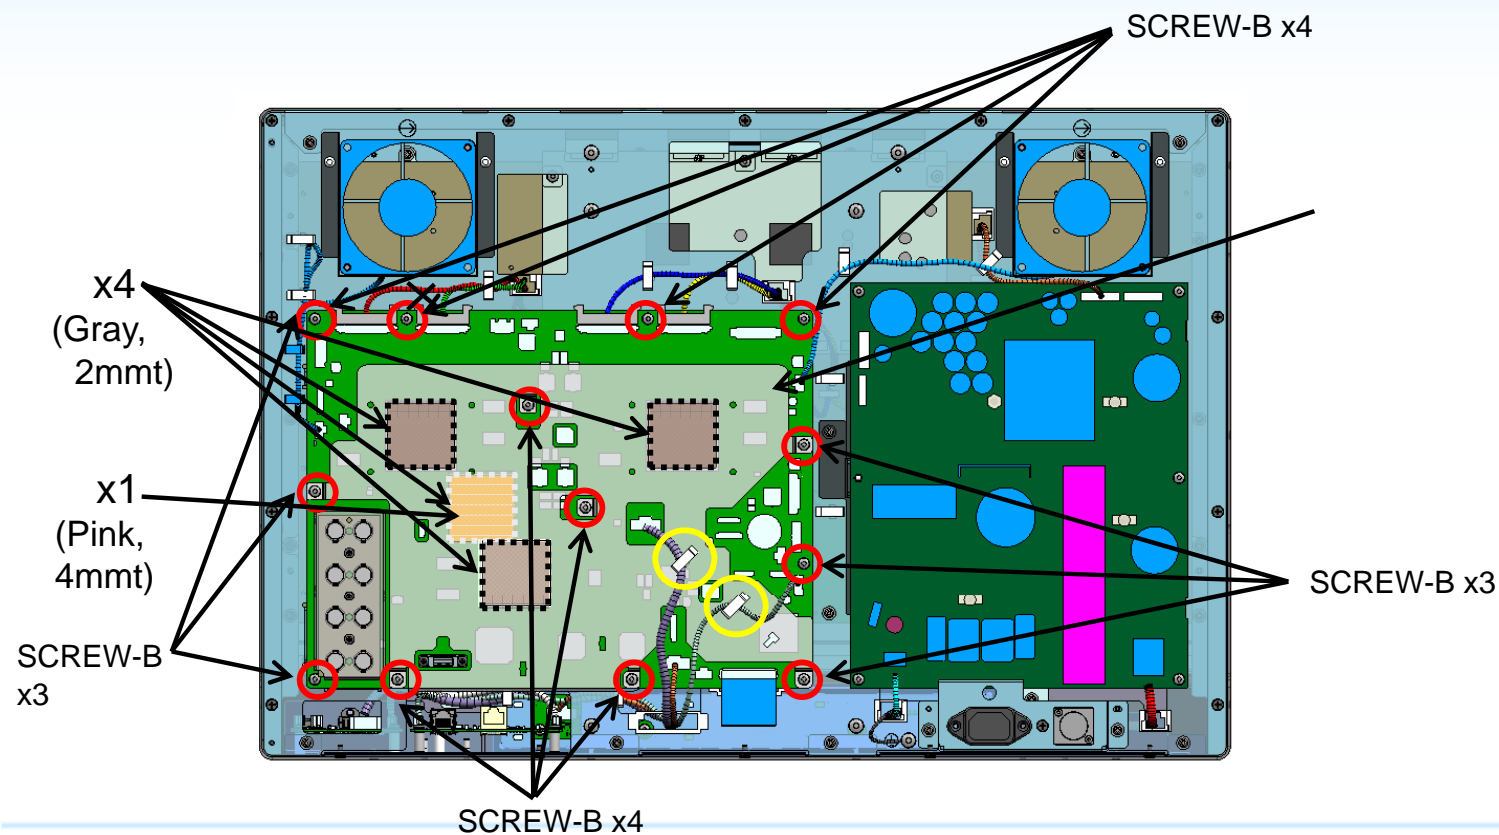 SCREW-B x4
x4
(Gray,
2mmt)
x1
(Pink,
4mmt)
SCREW-B x3
SCREW-B
x3
SCREW-B x4